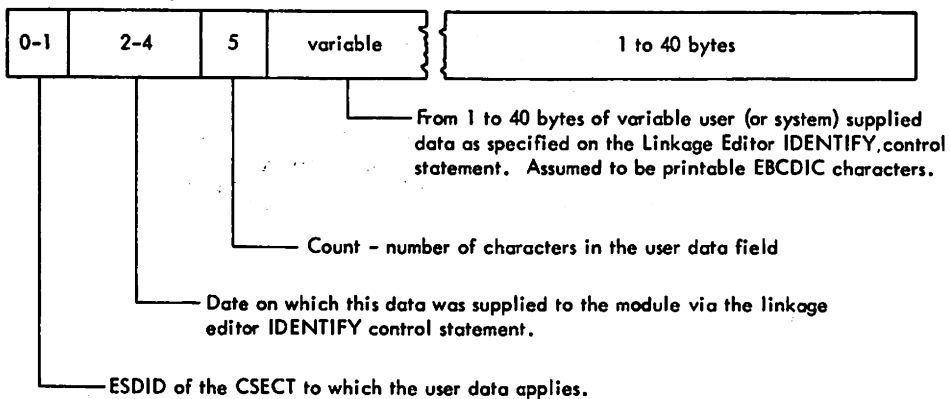 0-1 2-4 5 variable 1 to 40 bytes
From 1 to 40 bytes of variable user (or system) supplied
data as specified on the Linkage Editor IDENTIFY.control
statement. Assumed to be printable EBCDIC characters.
Count - number of characters in the user data field
Date on which this data was supplied to the module via the linkage
editor IDENTIFY control statement.
ESDID of the CSECT to which the user data applies.